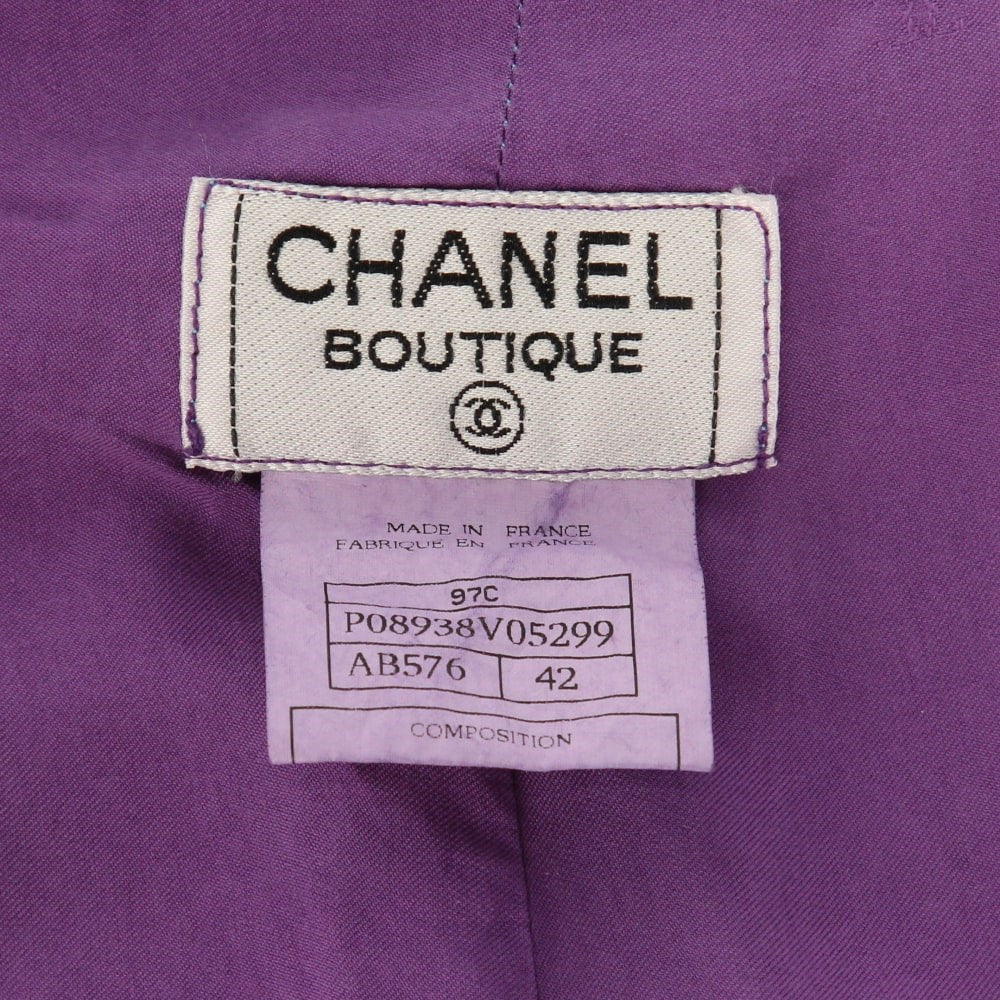 CHANEL
BOUTIQUE
MADE IN FRANCE
FABRIQUE EN FRANCE
97C
P08938V05299
AB576 42
COMPOSITION